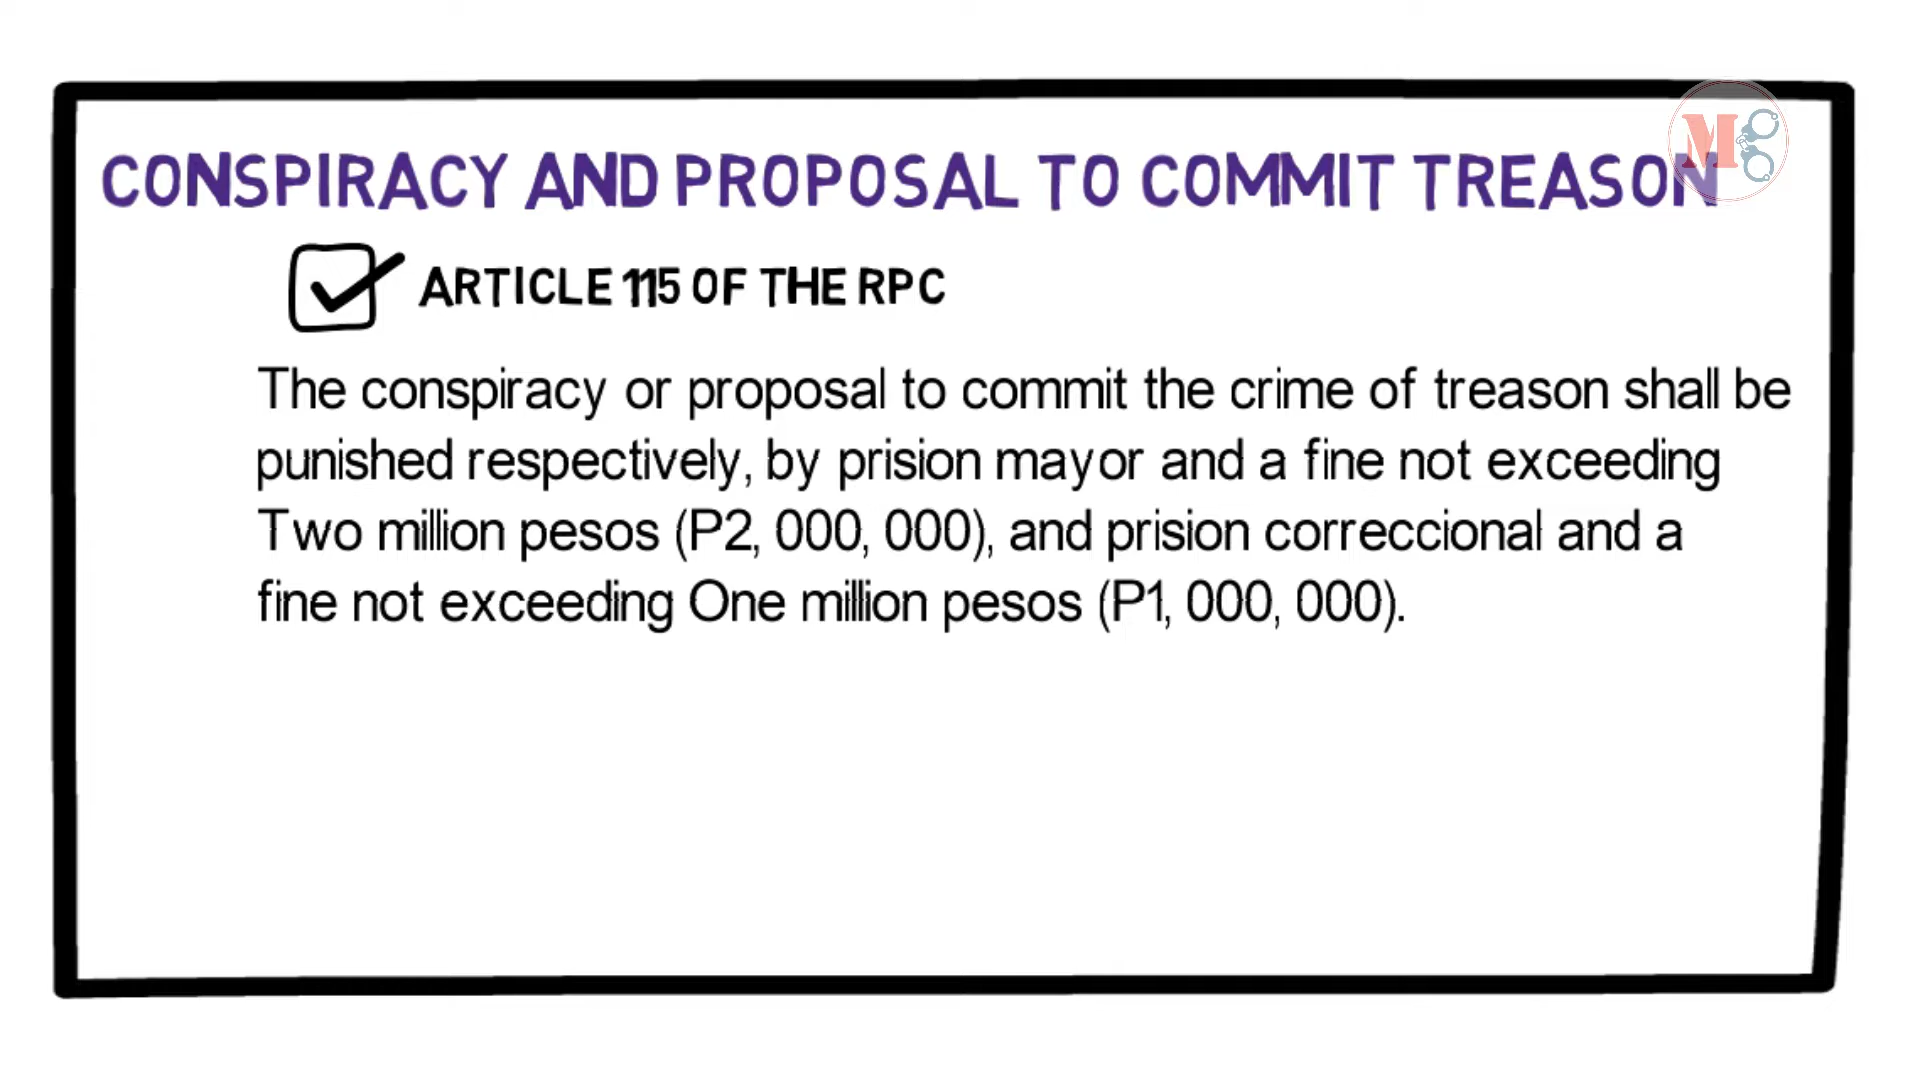 CONSPIRACY AND PROPOSAL TO COMMIT TREASON
M
ARTICLE 115 OF THE RPC
The conspiracy or proposal to commit the crime of treason shall be
punished respectively, by prision mayor and a fine not exceeding
Two million pesos (P2, 000, 000), and prision correccional and a
fine not exceeding One million pesos (P1, 000, 000).